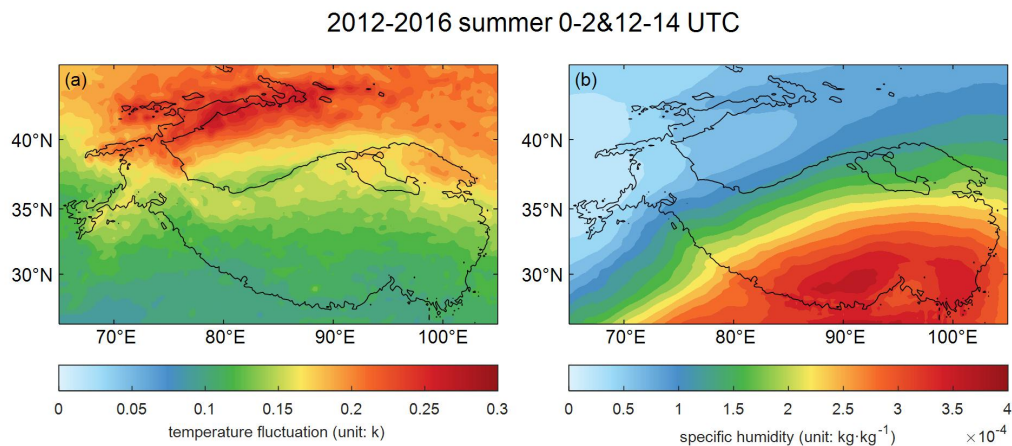 2012-2016 summer 0-2&12-14 UTC
(a)
40°N
35°N
30°N
70°E 80°E 90°E 100°E
0 0.05 0.1 0.15 0.2 0.25 0.3
temperature fluctuation (unit: k)
(b)
40°N
35°N
30°N
70°E 80°E 90°E 100°E
0 0.5 1 1.5 2 2.5 3 3.5 4
specific humidity (unit: kg·kg⁻¹) ×10⁻⁴